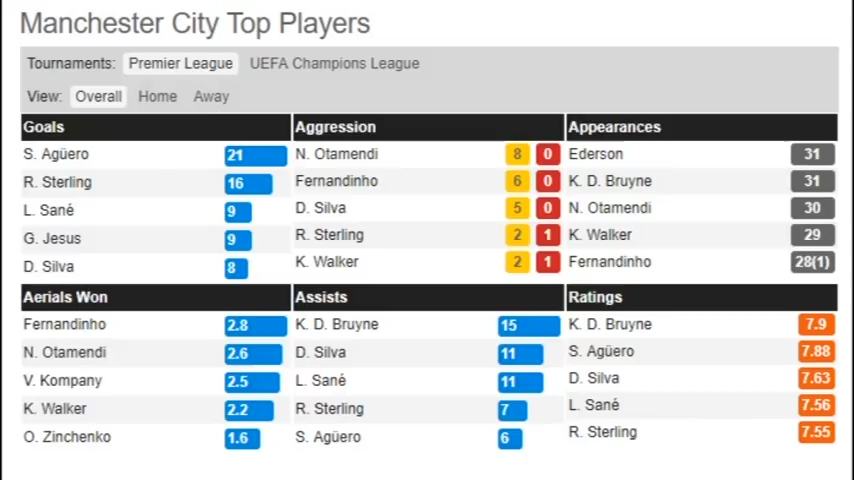 Manchester City Top Players
Tournaments: Premier League UEFA Champions League
View: Overall Home Away
Goals Aggression Appearances
S. Agüero 21 N. Otamendi 8 0 Ederson 31
R. Sterling 16 Fernandinho 6 0 K. D. Bruyne 31
L. Sané 9 D. Silva 5 0 N. Otamendi 30
G. Jesus 9 R. Sterling 2 1 K. Walker 29
D. Silva 8 K. Walker 2 1 Fernandinho 28(1)
Aerials Won Assists Ratings
Fernandinho 2.8 K. D. Bruyne 15 K. D. Bruyne 7.9
N. Otamendi 2.6 D. Silva 11 S. Agüero 7.88
V. Kompany 2.5 L. Sané 11 D. Silva 7.63
K. Walker 2.2 R. Sterling 7 L. Sané 7.56
O. Zinchenko 1.6 S. Agüero 6 R. Sterling 7.55